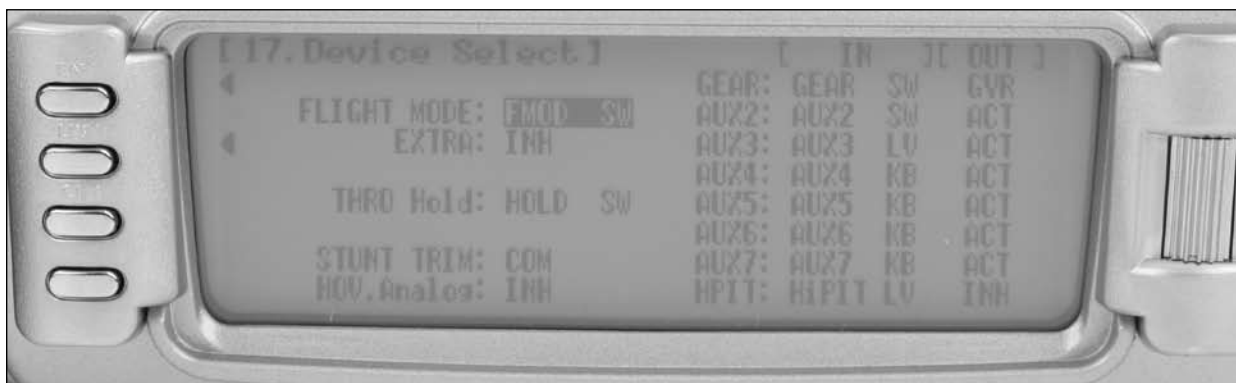 [17.Device Select] [ IN ][ OUT ]
GEAR: GEAR SW GYR
FLIGHT MODE: FMOD SW AUX2: AUX2 SW ACT
EXTRA: INH AUX3: AUX3 LV ACT
AUX4: AUX4 KB ACT
THRO Hold: HOLD SW AUX5: AUX5 KB ACT
AUX6: AUX6 KB ACT
STUNT TRIM: COM AUX7: AUX7 KB ACT
HOV.Analog: INH HPIT: HiPIT LV INH